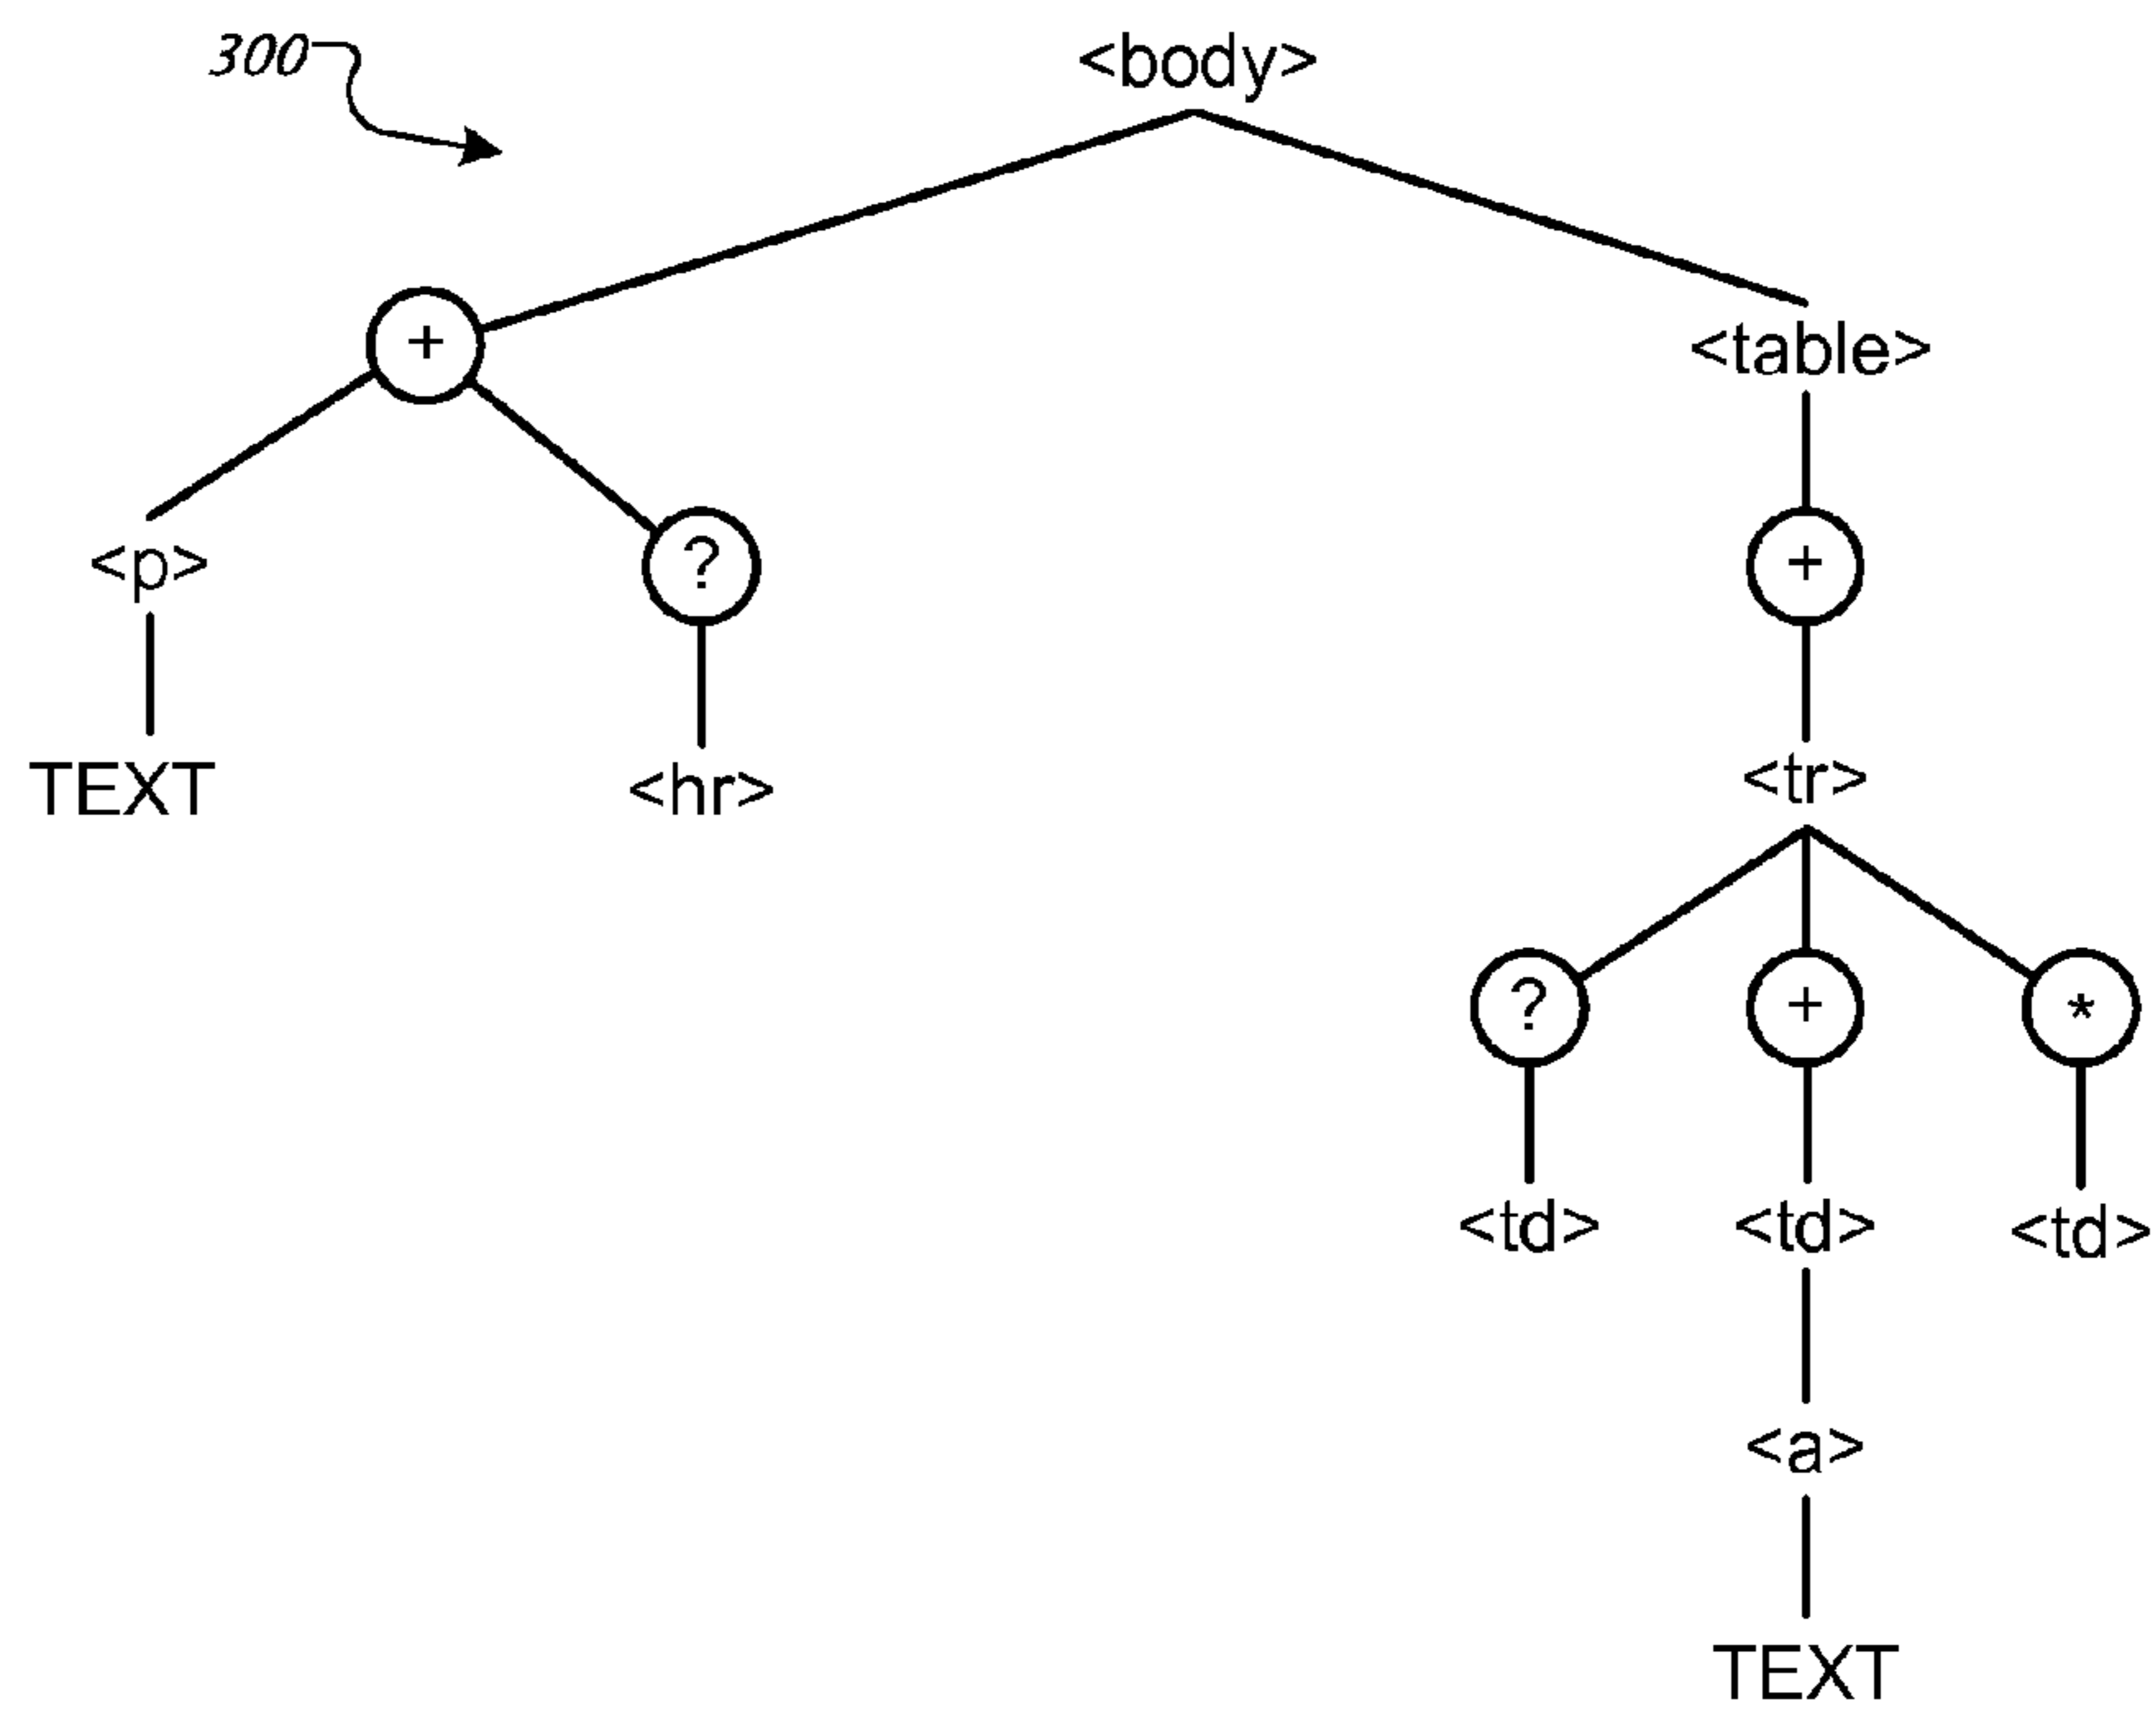 300
<body>
+
<table>
<p>
?
+
TEXT
<hr>
<tr>
?
+
*
<td>
<td>
<td>
<a>
TEXT